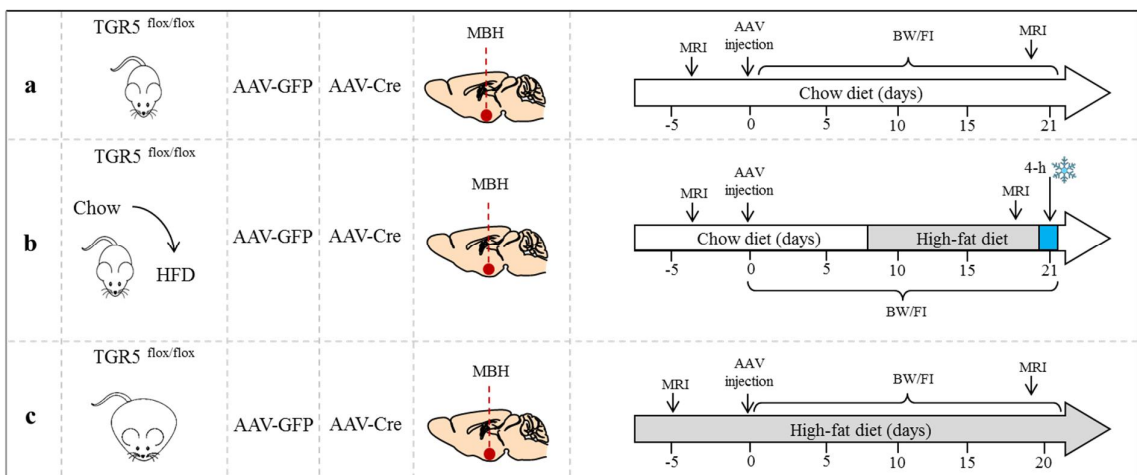 TGR5 flox/flox
a
AAV-GFP
AAV-Cre
MBH
MRI
AAV
injection
BW/FI
MRI
Chow diet (days)
-5
0
5
10
15
21
TGR5 flox/flox
Chow
HFD
b
AAV-GFP
AAV-Cre
MBH
MRI
AAV
injection
MRI
4-h
Chow diet (days)
High-fat diet
-5
0
5
10
15
21
BW/FI
TGR5 flox/flox
c
AAV-GFP
AAV-Cre
MBH
MRI
AAV
injection
BW/FI
MRI
High-fat diet (days)
-5
0
5
10
15
20